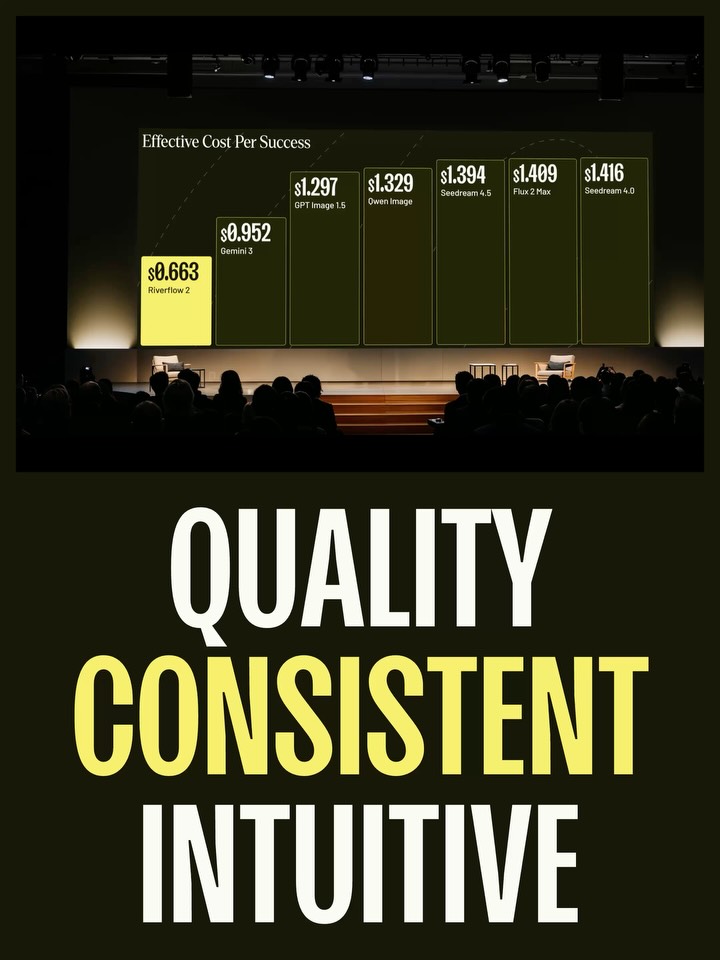 Effective Cost Per Success
$0.663
Riverflow 2
$0.952
Gemini 3
$1.297
GPT Image 1.5
$1.329
Qwen Image
$1.394
Seedream 4.5
$1.409
Flux 2 Max
$1.416
Seedream 4.0
QUALITY
CONSISTENT
INTUITIVE